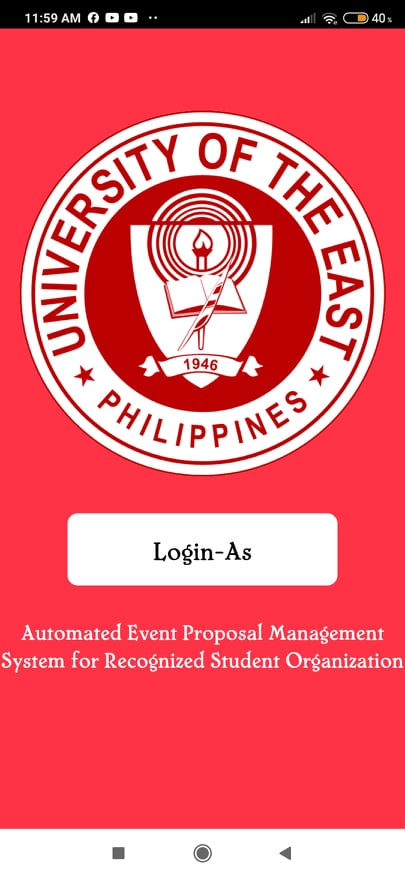 11:59 AM
40%
UNIVERSITY OF THE EAST
1946
PHILIPPINES
Login-As
Automated Event Proposal Management
System for Recognized Student Organization